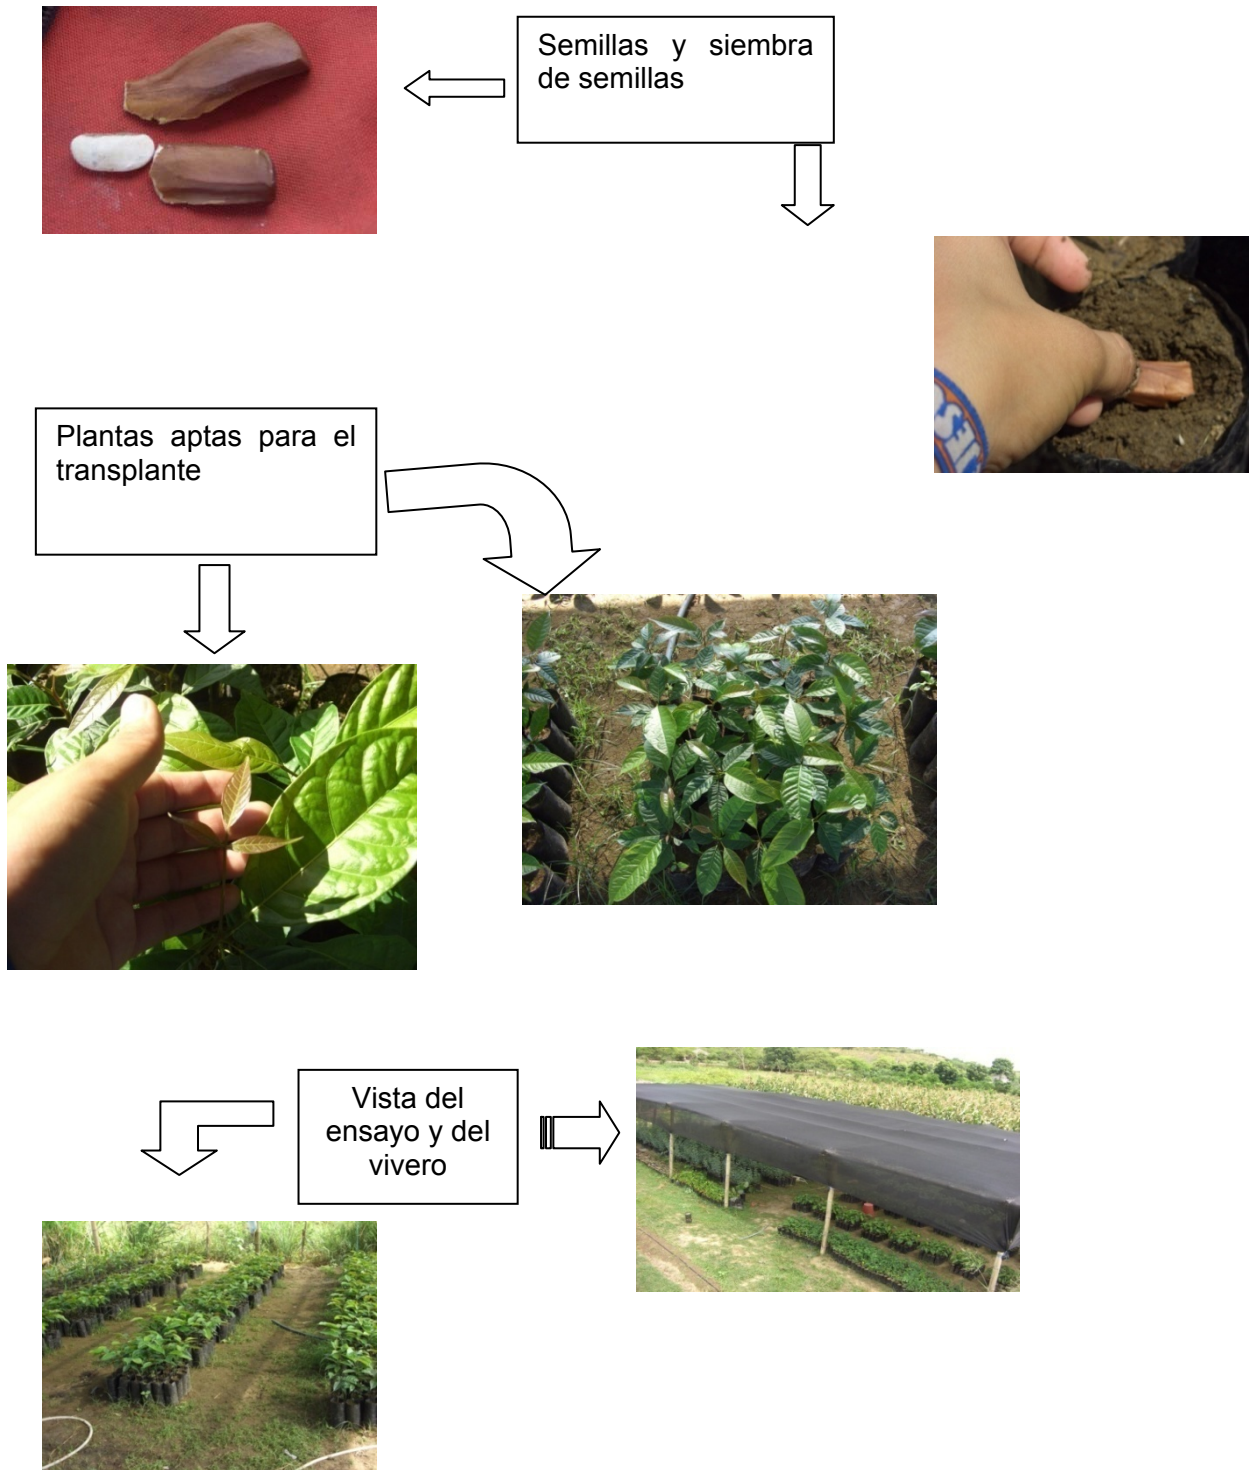 Semillas y siembra
de semillas
Plantas aptas para el
transplante
Vista del
ensayo y del
vivero